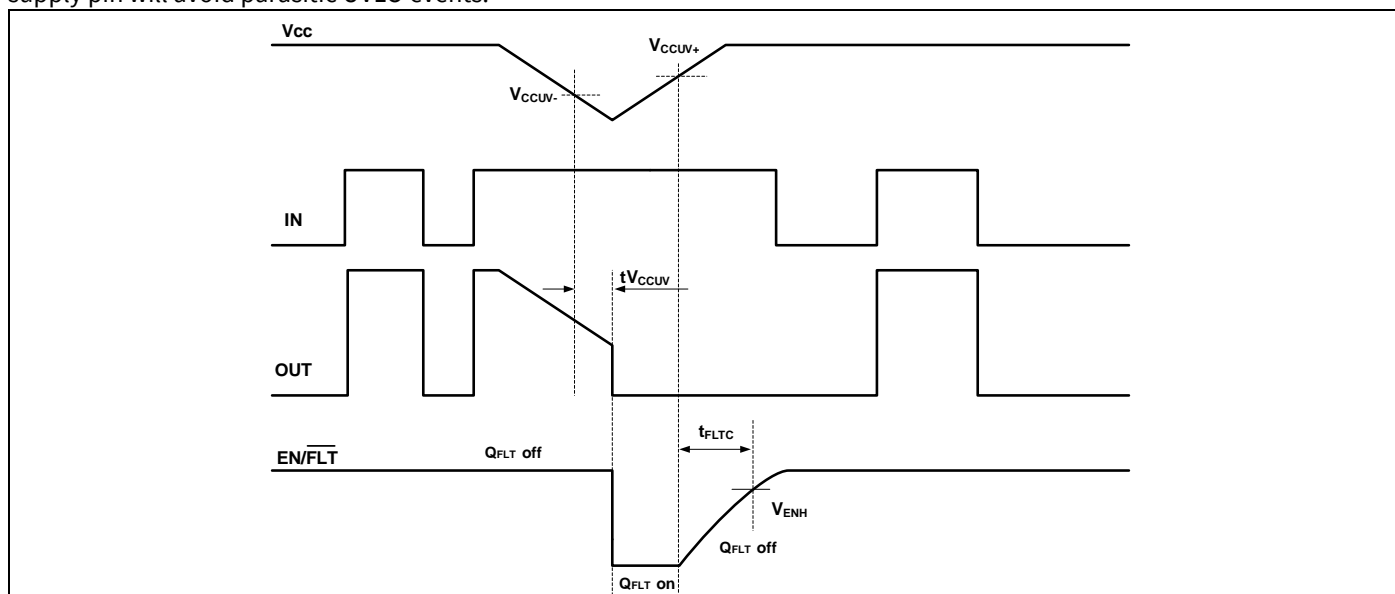 supply pin will avoid parasitic UVLO events.
Vcc
VCCUV+
VCCUV-
IN
tVCCUV
OUT
tFLTC
EN/FLT
QFLT off
VENH
QFLT off
QFLT on